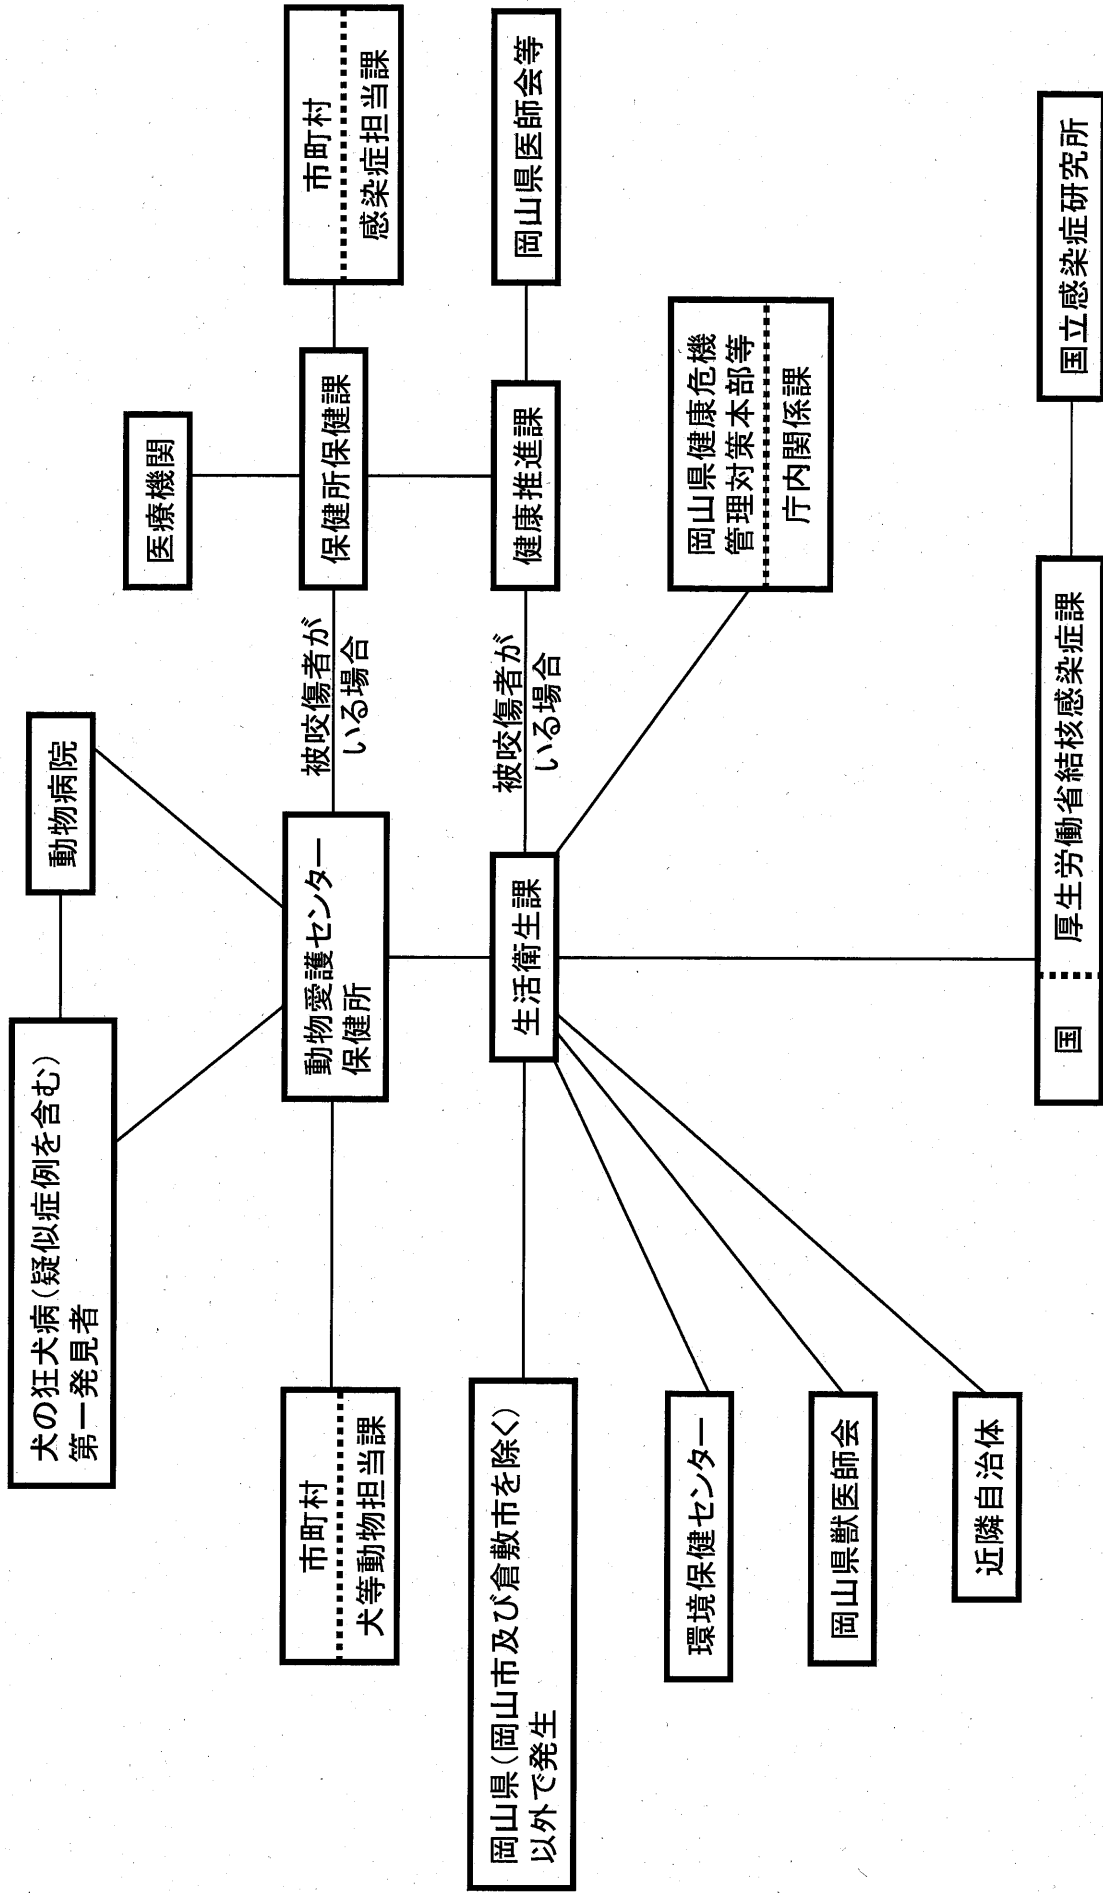 犬の狂犬病(疑似症例を含む)
第一発見者
動物病院
医療機関
市町村
犬等動物担当課
動物愛護センター
保健所
被咬傷者が
いる場合
保健所保健課
市町村
感染症担当課
岡山県(岡山市及び倉敷市を除く)
以外で発生
生活衛生課
被咬傷者が
いる場合
健康推進課
岡山県医師会等
環境保健センター
岡山県健康危機
管理対策本部等
庁内関係課
岡山県獣医師会
近隣自治体
国
厚生労働省結核感染症課
国立感染症研究所